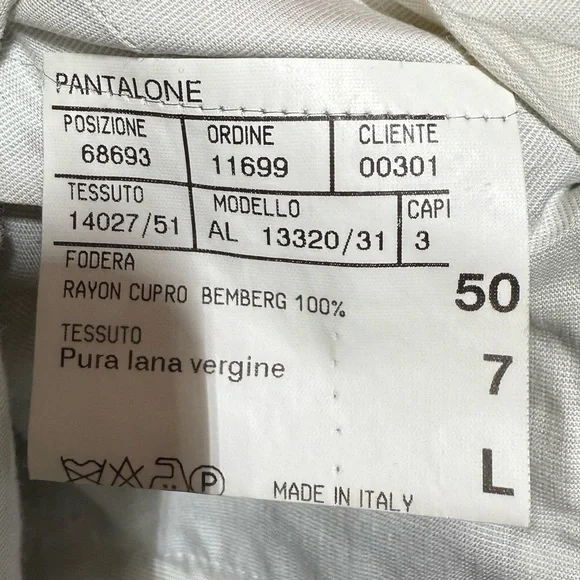 PANTALONE
POSIZIONE ORDINE CLIENTE
68693 11699 00301
TESSUTO MODELLO CAPI
14027/51 AL 13320/31 3
FODERA
RAYON CUPRO BEMBERG 100%
50
TESSUTO
Pura lana vergine
7
P
MADE IN ITALY
L